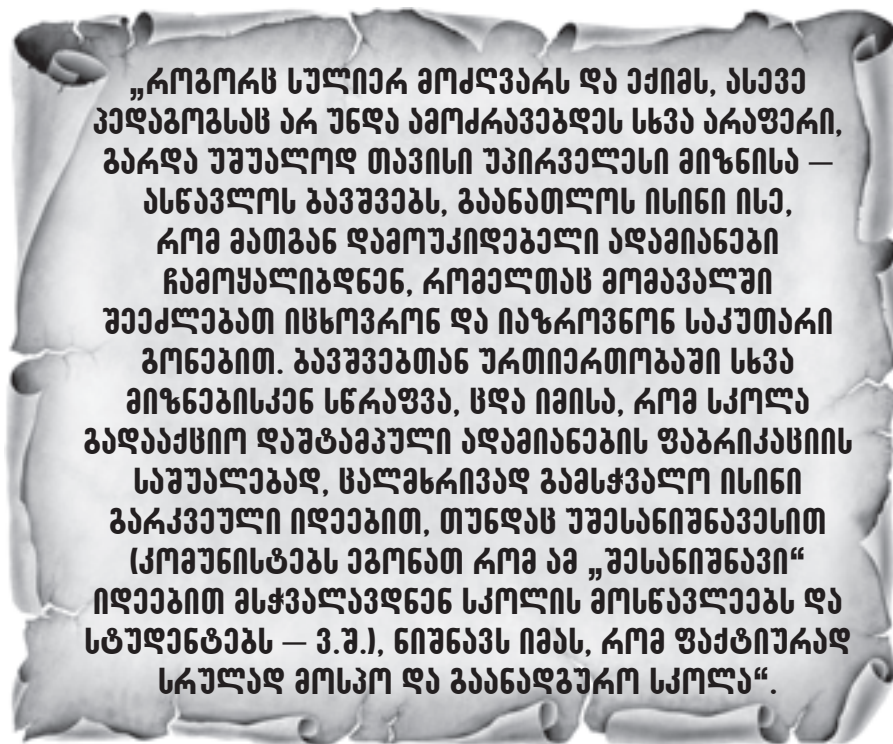 „როგორც სულიერ მოძღვარს და ექიმს, ასევე
პედაგოგსაც არ უნდა ამოძრავებდეს სხვა არაფერი,
გარდა უშუალოდ თავისი უპირველესი მიზნისა —
ასწავლოს ბავშვებს, გაანათლოს ისინი ისე,
რომ მათგან დამოუკიდებელი ადამიანები
ჩამოყალიბდნენ, რომელთაც მომავალში
შეეძლებათ იცხოვრონ და იაზროვნონ საკუთარი
გონებით. ბავშვებთან ურთიერთობაში სხვა
მიზნებისკენ სწრაფვა, ცდა იმისა, რომ სკოლა
გადააქციო დაშტამპული ადამიანების ფაბრიკაციის
საშუალებად, ცალმხრივად გამსჭვალო ისინი
გარკვეული იდეებით, თუნდაც უშესანიშნავესით
(კომუნისტებს ეგონათ რომ ამ „შესანიშნავი“
იდეებით მსჭვალავდნენ სკოლის მოსწავლეებს და
სტუდენტებს — ვ.შ.), ნიშნავს იმას, რომ ფაქტიურად
სრულად მოსპო და გაანადგურო სკოლა“.